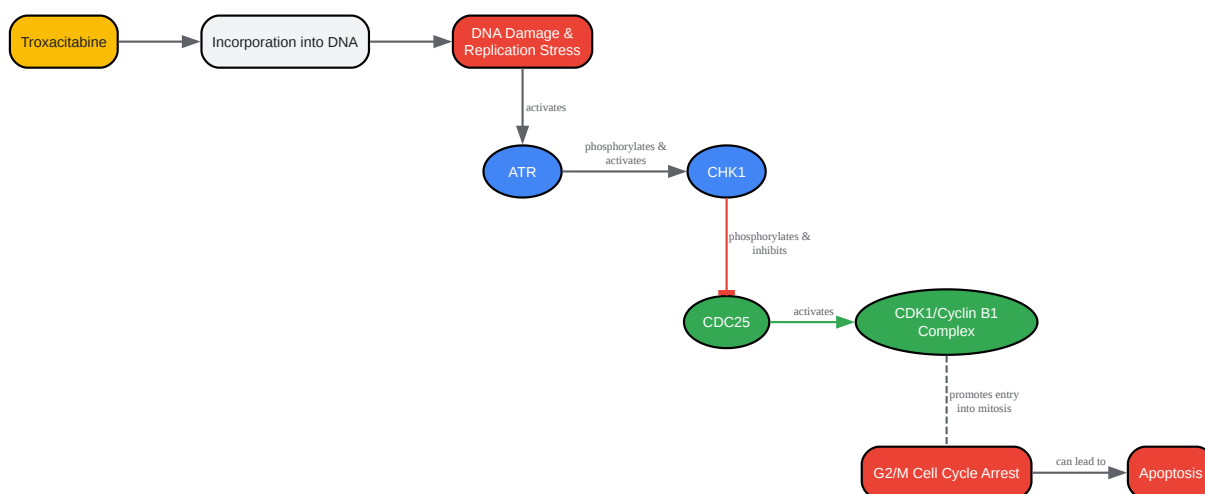 Troxacitabine
Incorporation into DNA
DNA Damage &
Replication Stress
activates
ATR
phosphorylates &
activates
CHK1
phosphorylates &
inhibits
CDC25
activates
CDK1/Cyclin B1
Complex
promotes entry
into mitosis
G2/M Cell Cycle Arrest
can lead to
Apoptosis